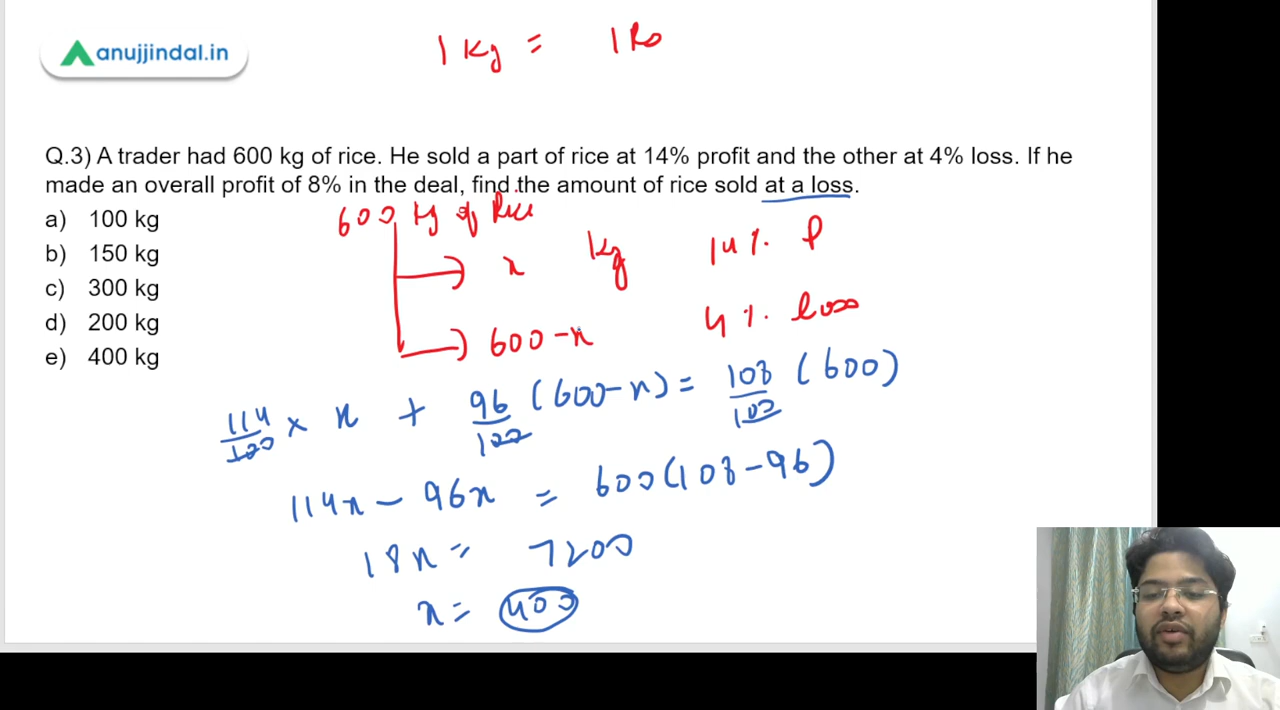 anujjindal.in
1 Kg = 1 Rs
Q.3) A trader had 600 kg of rice. He sold a part of rice at 14% profit and the other at 4% loss. If he
made an overall profit of 8% in the deal, find the amount of rice sold at a loss.
a) 100 kg
b) 150 kg
c) 300 kg
d) 200 kg
e) 400 kg
600 kg of Rice
x kg 14% P
600-x 4% loss
114/100 × x + 96/100 (600-x) = 108/100 (600)
114x - 96x = 600(108-96)
18x = 7200
x = 400